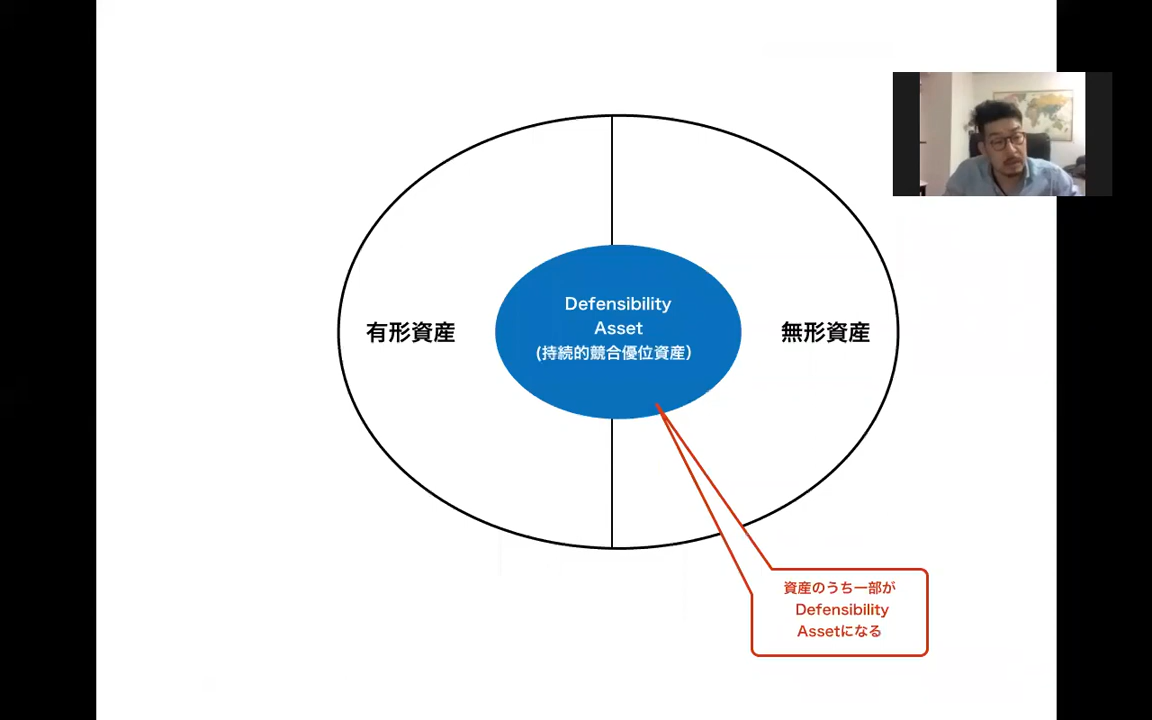 有形資産
Defensibility
Asset
(持続的競合優位資産)
無形資産
資産のうち一部が
Defensibility
Assetになる